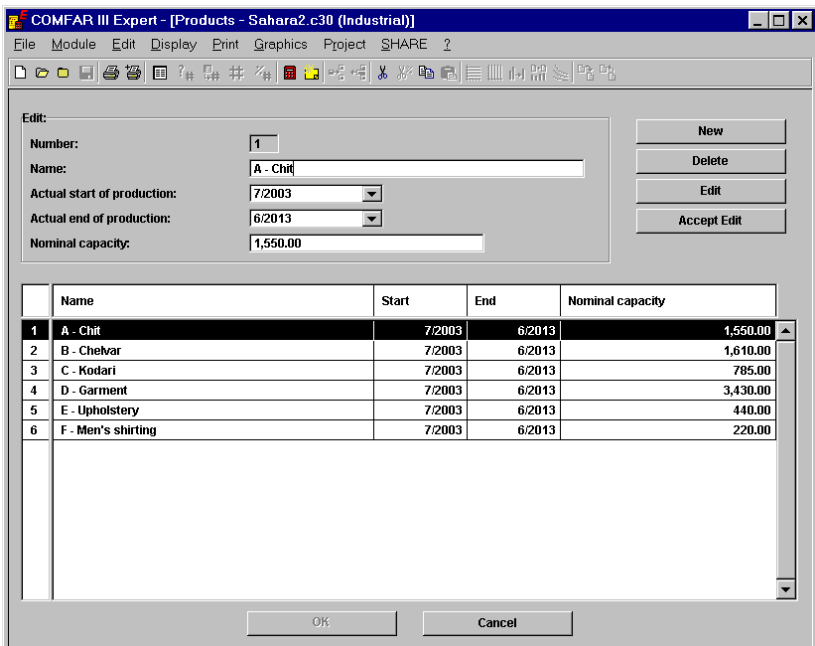 COMFAR III Expert - [Products - Sahara2.c30 (Industrial)]
File Module Edit Display Print Graphics Project SHARE ?
Edit:
Number: 1
Name: A - Chit
Actual start of production: 7/2003
Actual end of production: 6/2013
Nominal capacity: 1,550.00
New
Delete
Edit
Accept Edit
Name Start End Nominal capacity
1 A - Chit 7/2003 6/2013 1,550.00
2 B - Chelvar 7/2003 6/2013 1,610.00
3 C - Kodari 7/2003 6/2013 785.00
4 D - Garment 7/2003 6/2013 3,430.00
5 E - Upholstery 7/2003 6/2013 440.00
6 F - Men's shirting 7/2003 6/2013 220.00
OK Cancel